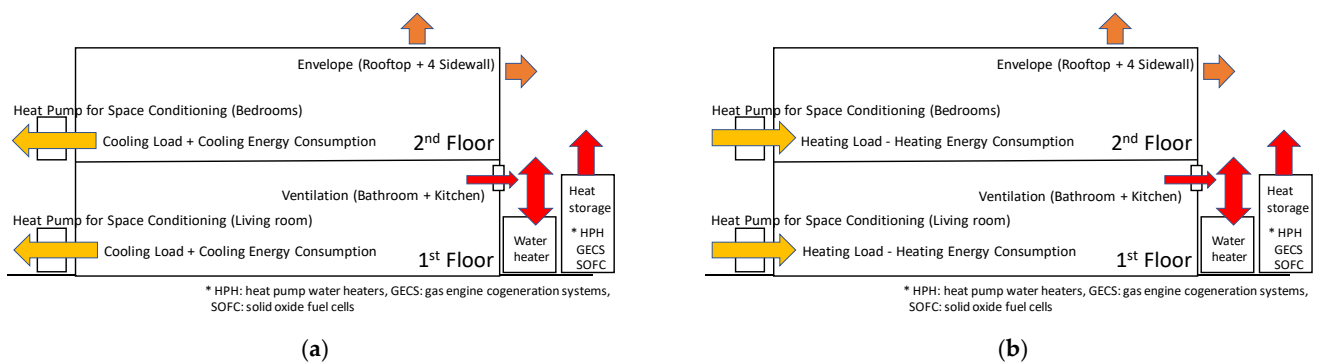 Envelope (Rooftop + 4 Sidewall)
Heat Pump for Space Conditioning (Bedrooms)
Cooling Load + Cooling Energy Consumption
2nd Floor
Ventilation (Bathroom + Kitchen)
Heat
storage
* HPH
GECS
SOFC
Heat Pump for Space Conditioning (Living room)
Cooling Load + Cooling Energy Consumption
Water
heater
1st Floor
* HPH: heat pump water heaters, GECS: gas engine cogeneration systems,
SOFC: solid oxide fuel cells
(a)
Envelope (Rooftop + 4 Sidewall)
Heat Pump for Space Conditioning (Bedrooms)
Heating Load - Heating Energy Consumption
2nd Floor
Ventilation (Bathroom + Kitchen)
Heat
storage
* HPH
GECS
SOFC
Heat Pump for Space Conditioning (Living room)
Heating Load - Heating Energy Consumption
Water
heater
1st Floor
* HPH: heat pump water heaters, GECS: gas engine cogeneration systems,
SOFC: solid oxide fuel cells
(b)